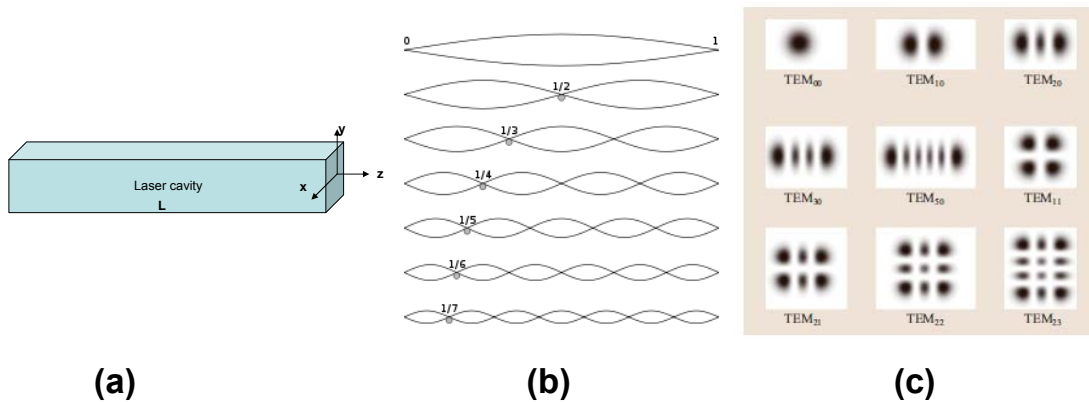 Laser cavity
L
x
y
z
(a)
0
1
1/2
1/3
1/4
1/5
1/6
1/7
(b)
TEM₀₀
TEM₁₀
TEM₂₀
TEM₃₀
TEM₅₀
TEM₁₁
TEM₂₁
TEM₂₂
TEM₂₃
(c)